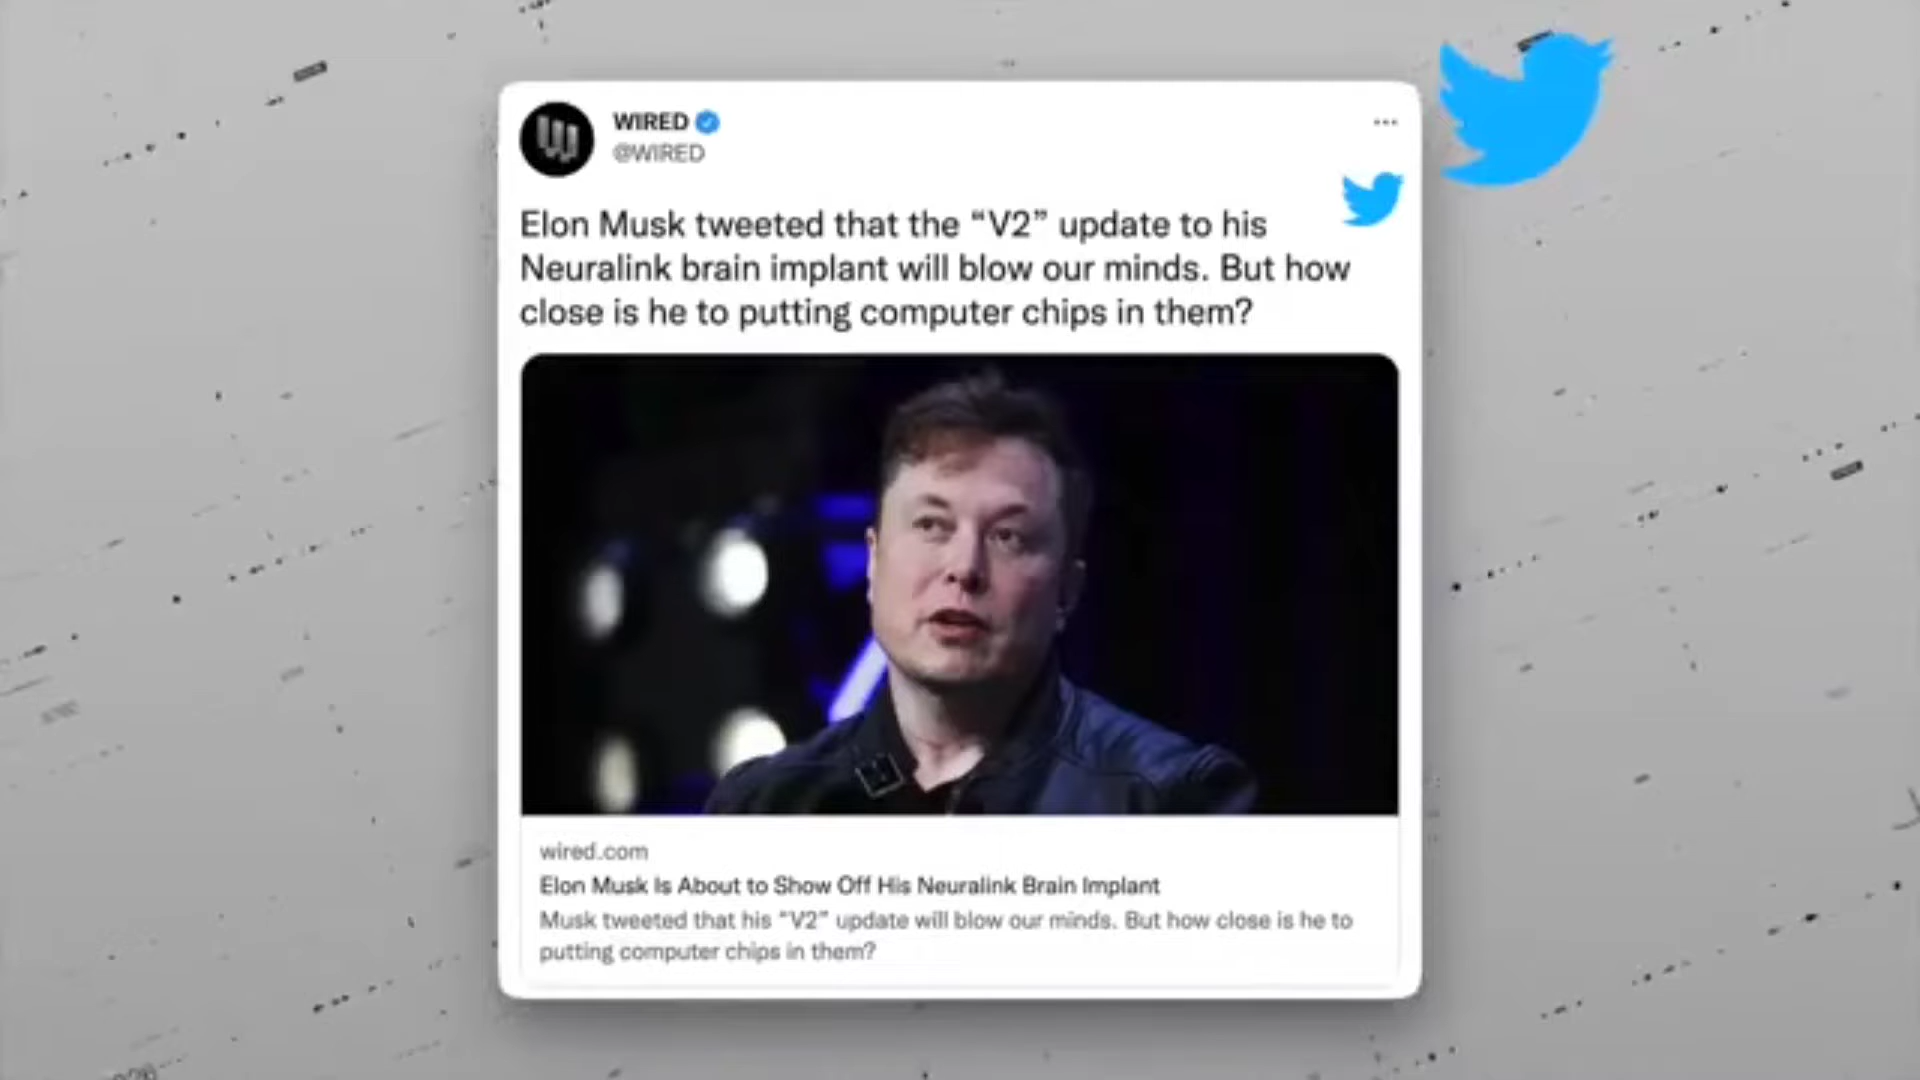 WIRED
@WIRED
Elon Musk tweeted that the “V2” update to his
Neuralink brain implant will blow our minds. But how
close is he to putting computer chips in them?
wired.com
Elon Musk Is About to Show Off His Neuralink Brain Implant
Musk tweeted that his “V2” update will blow our minds. But how close is he to
putting computer chips in them?